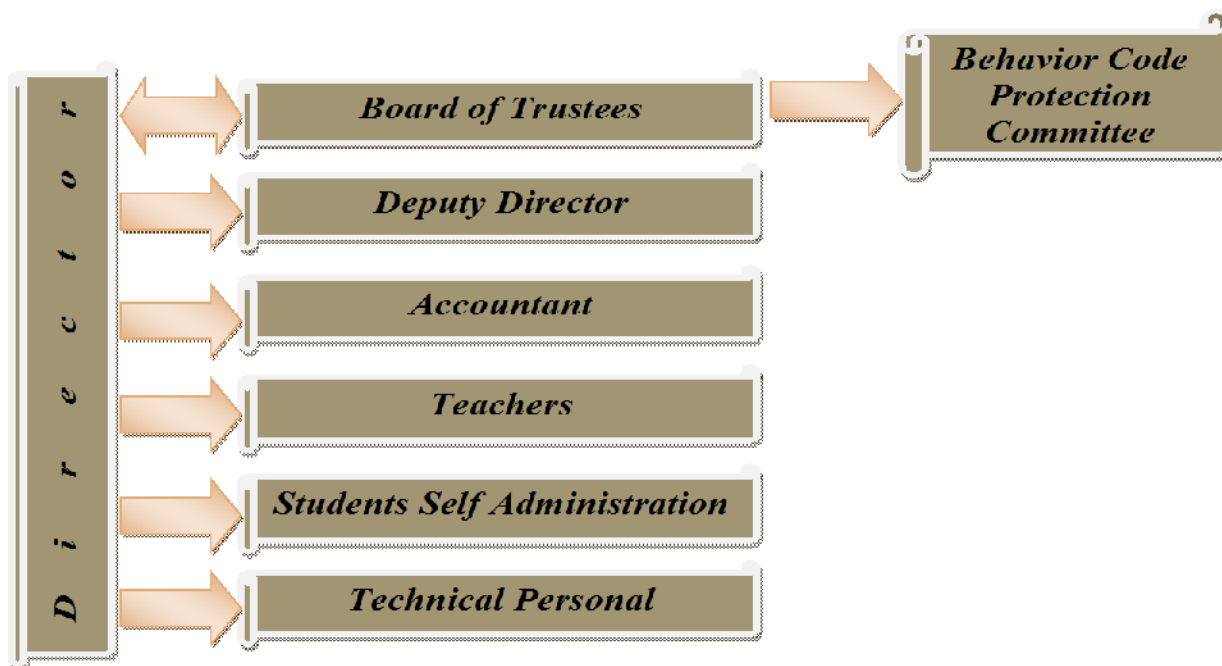 Director
Board of Trustees
Behavior Code
Protection
Committee
Deputy Director
Accountant
Teachers
Students Self Administration
Technical Personal